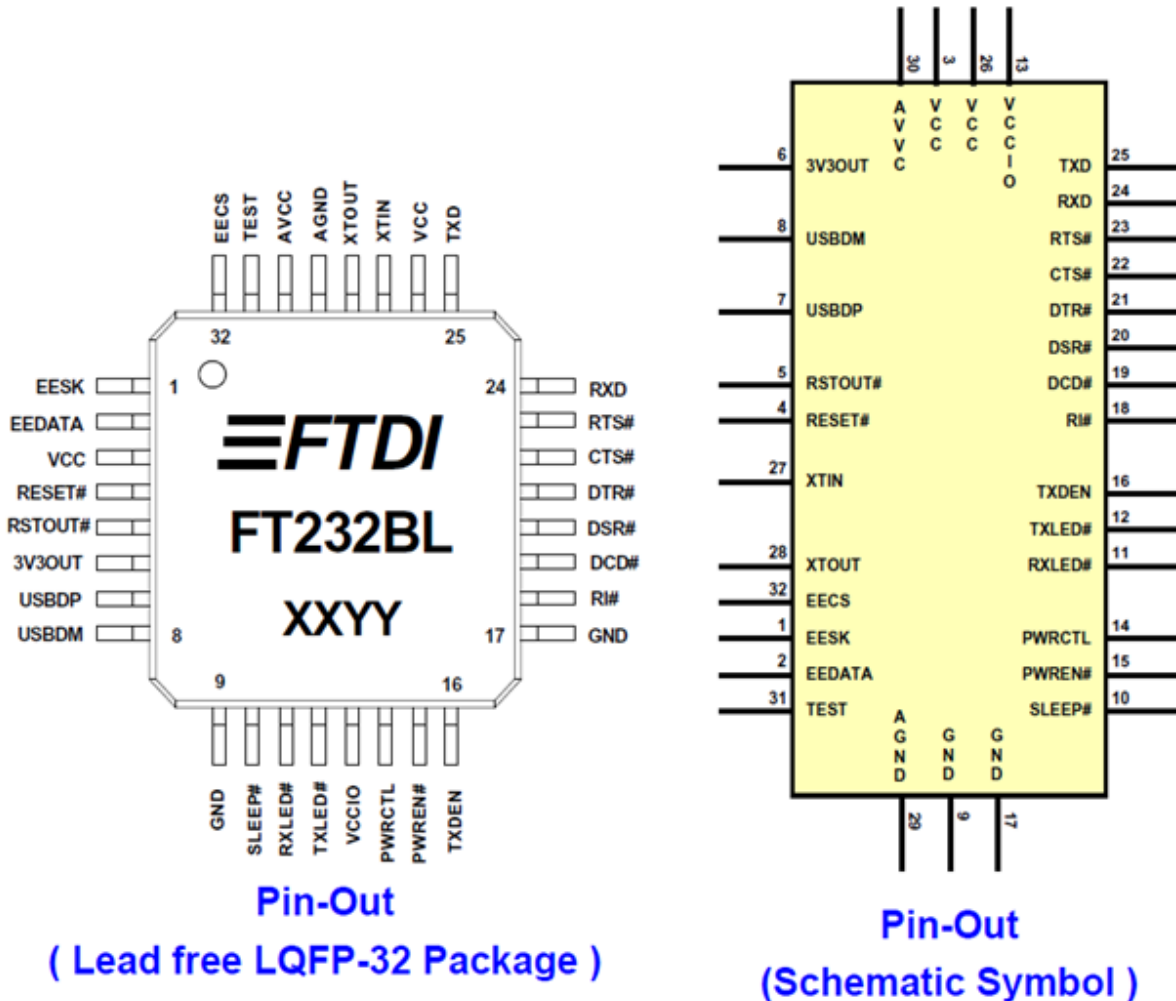 EECS
TEST
AVCC
AGND
XTOUT
XTIN
VCC
TXD
32
25
EESK
1
24
RXD
EEDATA
RTS#
VCC
CTS#
RESET#
DTR#
RSTOUT#
DSR#
3V3OUT
DCD#
USBDP
RI#
USBDM
8
17
GND
FTDI
FT232BL
XXYY
9
16
GND
SLEEP#
RXLED#
TXLED#
VCCIO
PWRCTL
PWREN#
TXDEN
Pin-Out
( Lead free LQFP-32 Package )
30
3
26
13
AVVC
VCC
VCC
VCCIO
6
3V3OUT
8
USBDM
7
USBDP
5
RSTOUT#
4
RESET#
27
XTIN
28
XTOUT
32
EECS
1
EESK
2
EEDATA
31
TEST
TXD
25
RXD
24
RTS#
23
CTS#
22
DTR#
21
DSR#
20
DCD#
19
RI#
18
TXDEN
16
TXLED#
12
RXLED#
11
PWRCTL
14
PWREN#
15
SLEEP#
10
AGND
GND
GND
29
9
17
Pin-Out
(Schematic Symbol )